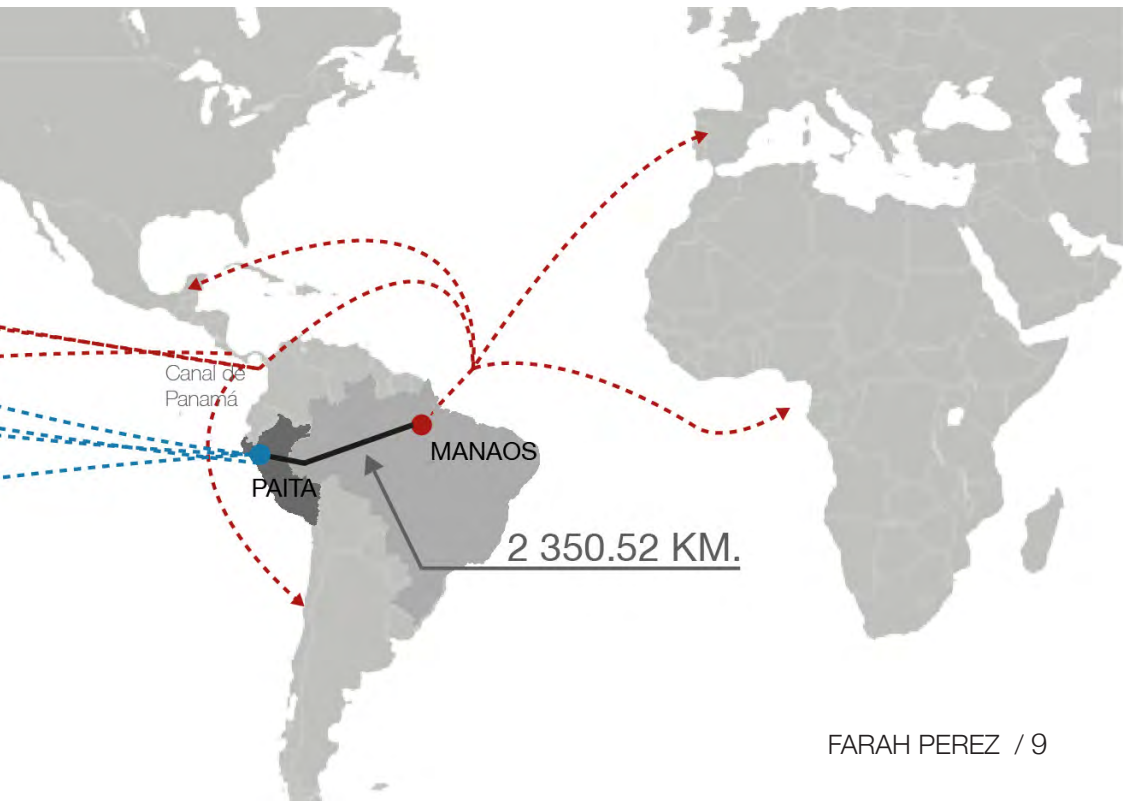 Canal de
Panamá
MANAOS
PAITA
2 350.52 KM.
FARAH PEREZ / 9